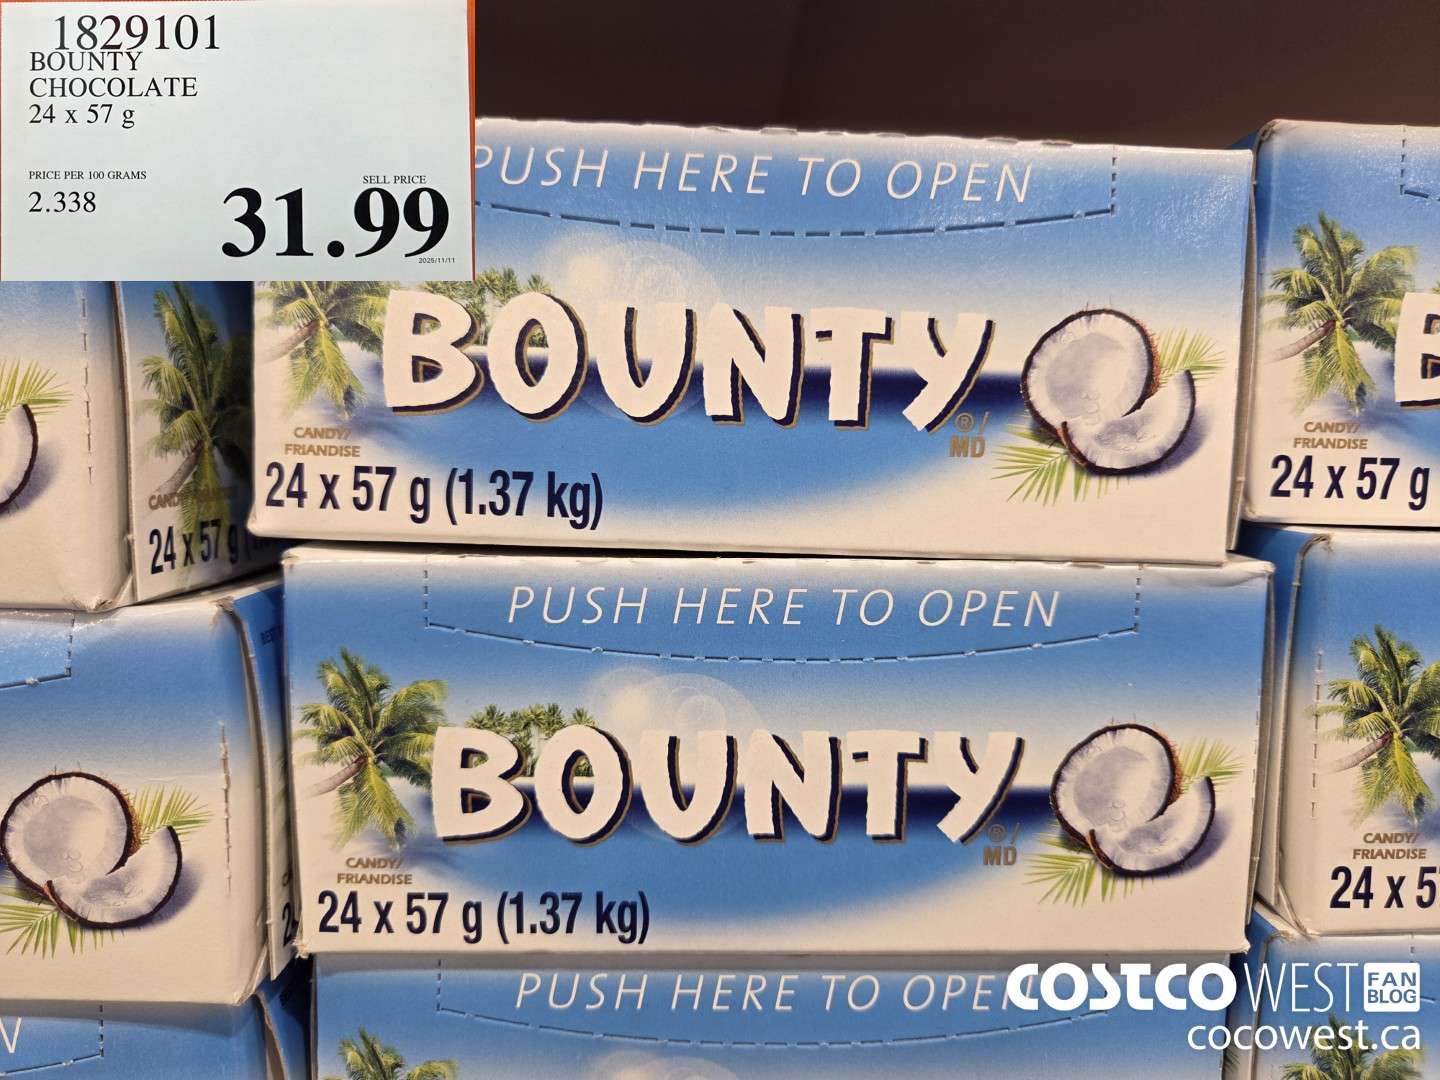 1829101
BOUNTY
CHOCOLATE
24 x 57 g
PRICE PER 100 GRAMS
2.338
SELL PRICE
31.99
2025/11/11
PUSH HERE TO OPEN
BOUNTY
®/
MD
CANDY/
FRIANDISE
24 x 57 g (1.37 kg)
CANDY/
FRIANDISE
24 x 57 g
24 x 57 g
PUSH HERE TO OPEN
BOUNTY
®/
MD
CANDY/
FRIANDISE
24 x 57 g (1.37 kg)
CANDY/
FRIANDISE
24 x 5
PUSH HERE TO OPEN
COSTCO WEST FAN
BLOG
cocowest.ca